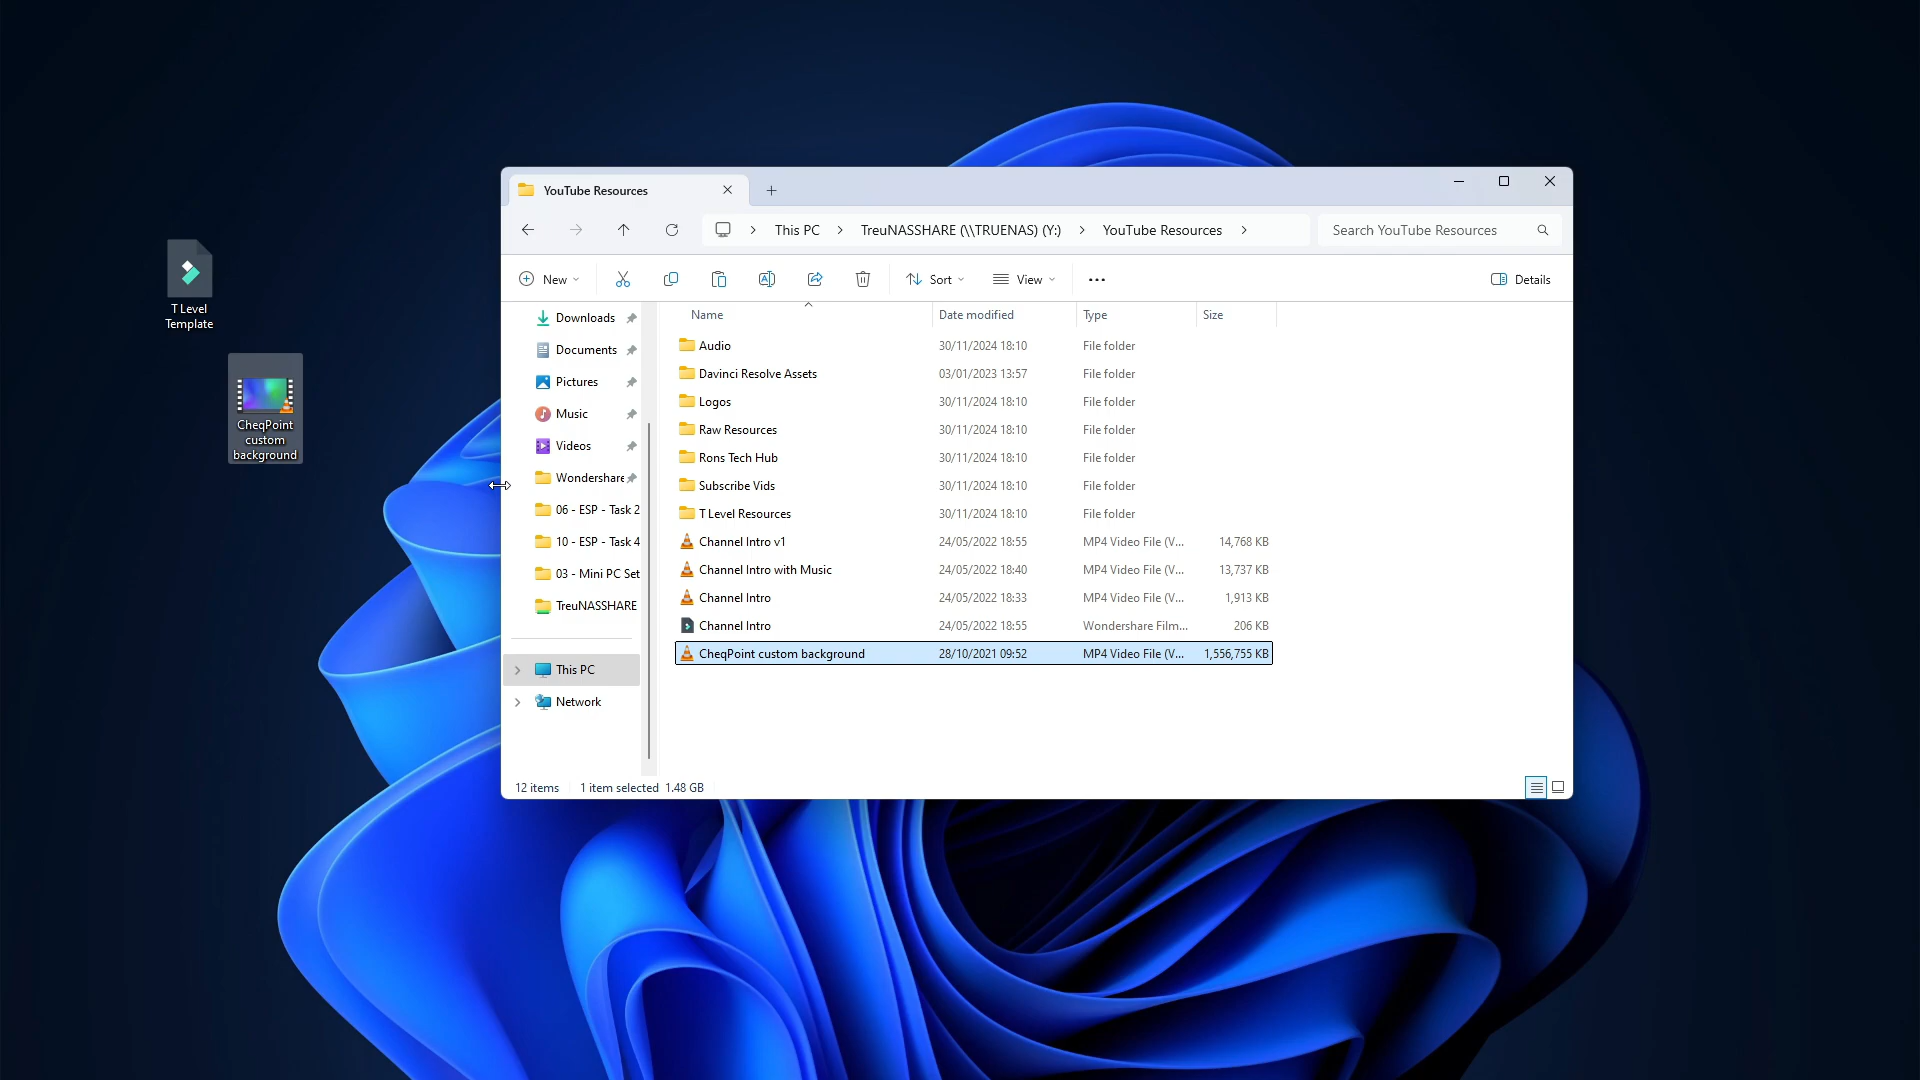 T Level
Template
CheqPoint
custom
background
YouTube Resources
This PC
TreuNASSHARE (\\TRUENAS) (Y:)
YouTube Resources
Search YouTube Resources
New
Sort
View
Details
Downloads
Documents
Pictures
Music
Videos
Wondershare
06 - ESP - Task 2
10 - ESP - Task 4
03 - Mini PC Set
TreuNASSHARE
This PC
Network
Name Date modified Type Size
Audio 30/11/2024 18:10 File folder
Davinci Resolve Assets 03/01/2023 13:57 File folder
Logos 30/11/2024 18:10 File folder
Raw Resources 30/11/2024 18:10 File folder
Rons Tech Hub 30/11/2024 18:10 File folder
Subscribe Vids 30/11/2024 18:10 File folder
T Level Resources 30/11/2024 18:10 File folder
Channel Intro v1 24/05/2022 18:55 MP4 Video File (V... 14,768 KB
Channel Intro with Music 24/05/2022 18:40 MP4 Video File (V... 13,737 KB
Channel Intro 24/05/2022 18:33 MP4 Video File (V... 1,913 KB
Channel Intro 24/05/2022 18:55 Wondershare Film... 206 KB
CheqPoint custom background 28/10/2021 09:52 MP4 Video File (V... 1,556,755 KB
12 items 1 item selected 1.48 GB